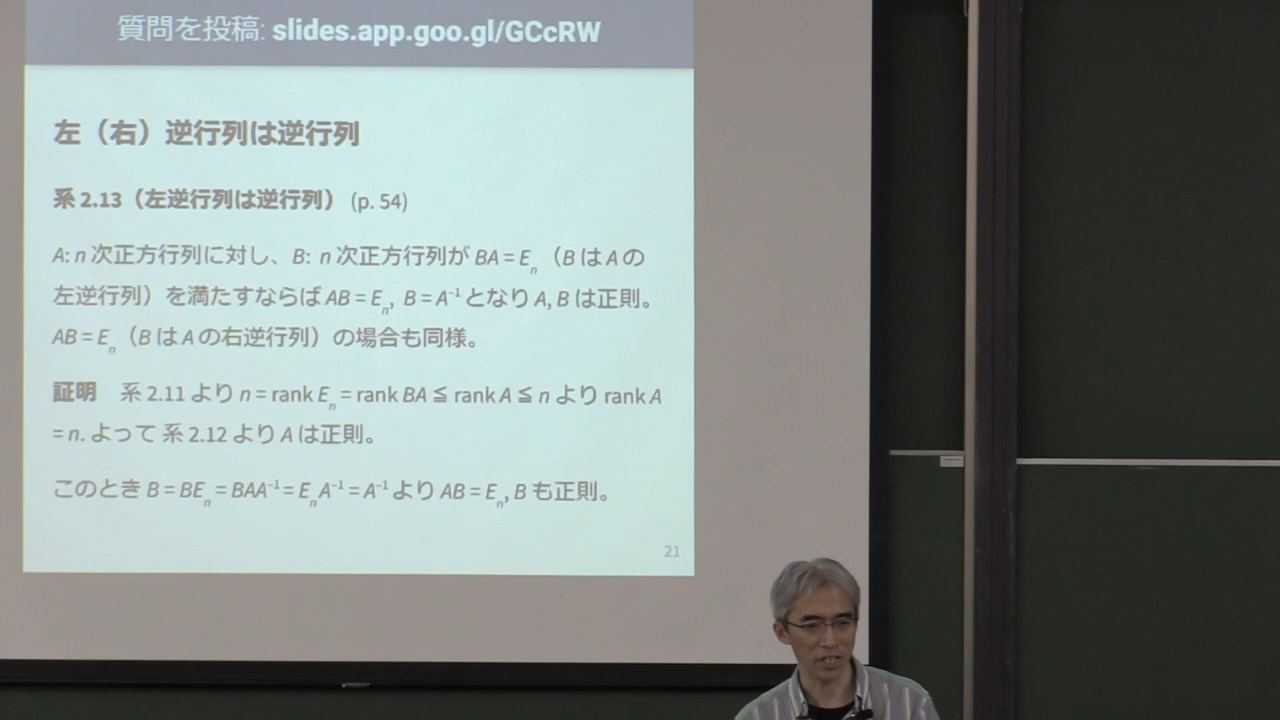 質問を投稿: slides.app.goo.gl/GCcRW
左（右）逆行列は逆行列
系 2.13（左逆行列は逆行列） (p. 54)
A: n 次正方行列に対し、B: n 次正方行列が BA = En （B は A の
左逆行列）を満たすならば AB = En, B = A⁻¹ となり A, B は正則。
AB = En （B は A の右逆行列）の場合も同様。
証明 系 2.11 より n = rank En = rank BA ≦ rank A ≦ n より rank A
= n. よって 系 2.12 より A は正則。
このとき B = BEn = BAA⁻¹ = EnA⁻¹ = A⁻¹ より AB = En, B も正則。
21